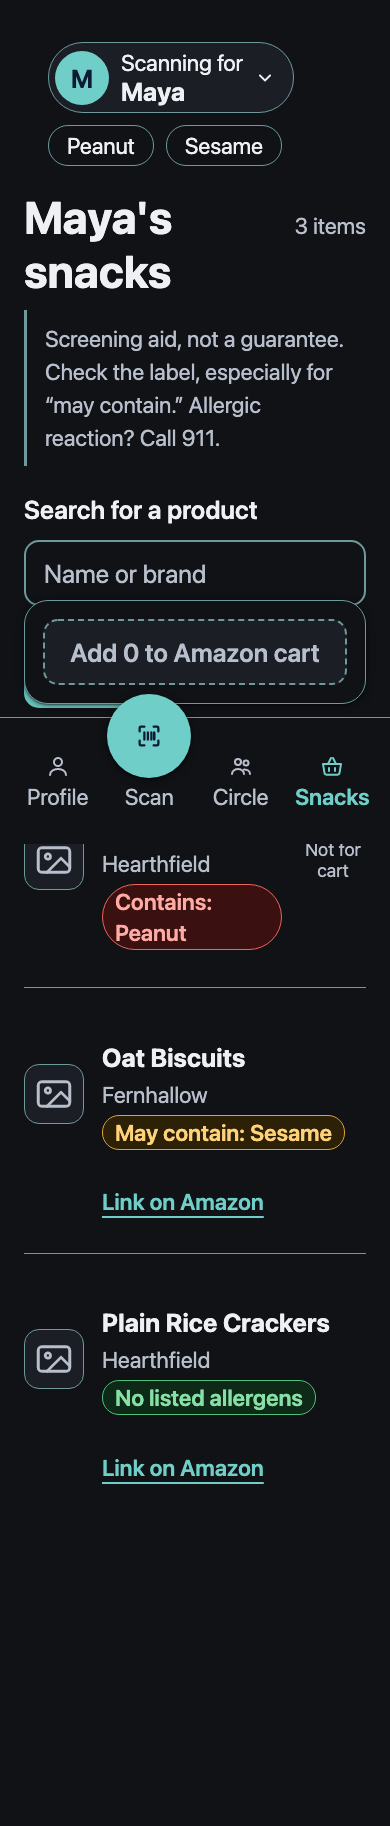 M
Scanning for
Maya
Peanut
Sesame
Maya's
snacks
3 items
Screening aid, not a guarantee.
Check the label, especially for
“may contain.” Allergic
reaction? Call 911.
Search for a product
Name or brand
Add 0 to Amazon cart
Profile
Scan
Circle
Snacks
Hearthfield
Not for
cart
Contains:
Peanut
Oat Biscuits
Fernhallow
May contain: Sesame
Link on Amazon
Plain Rice Crackers
Hearthfield
No listed allergens
Link on Amazon